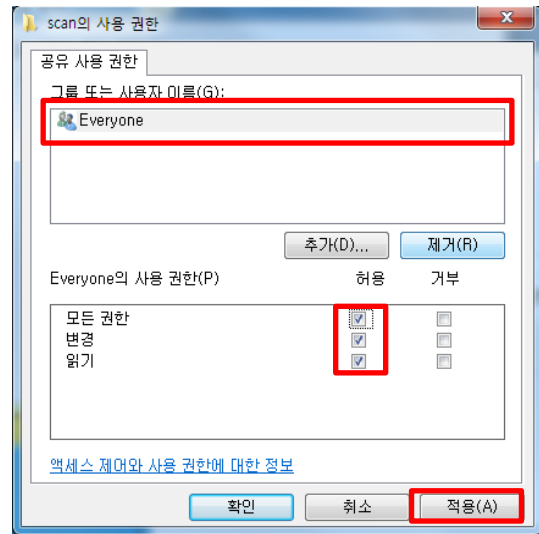 scan의 사용 권한
공유 사용 권한
그룹 또는 사용자 이름(G):
Everyone
추가(D)... 제거(R)
Everyone의 사용 권한(P) 허용 거부
모든 권한
변경
읽기
액세스 제어와 사용 권한에 대한 정보
확인 취소 적용(A)